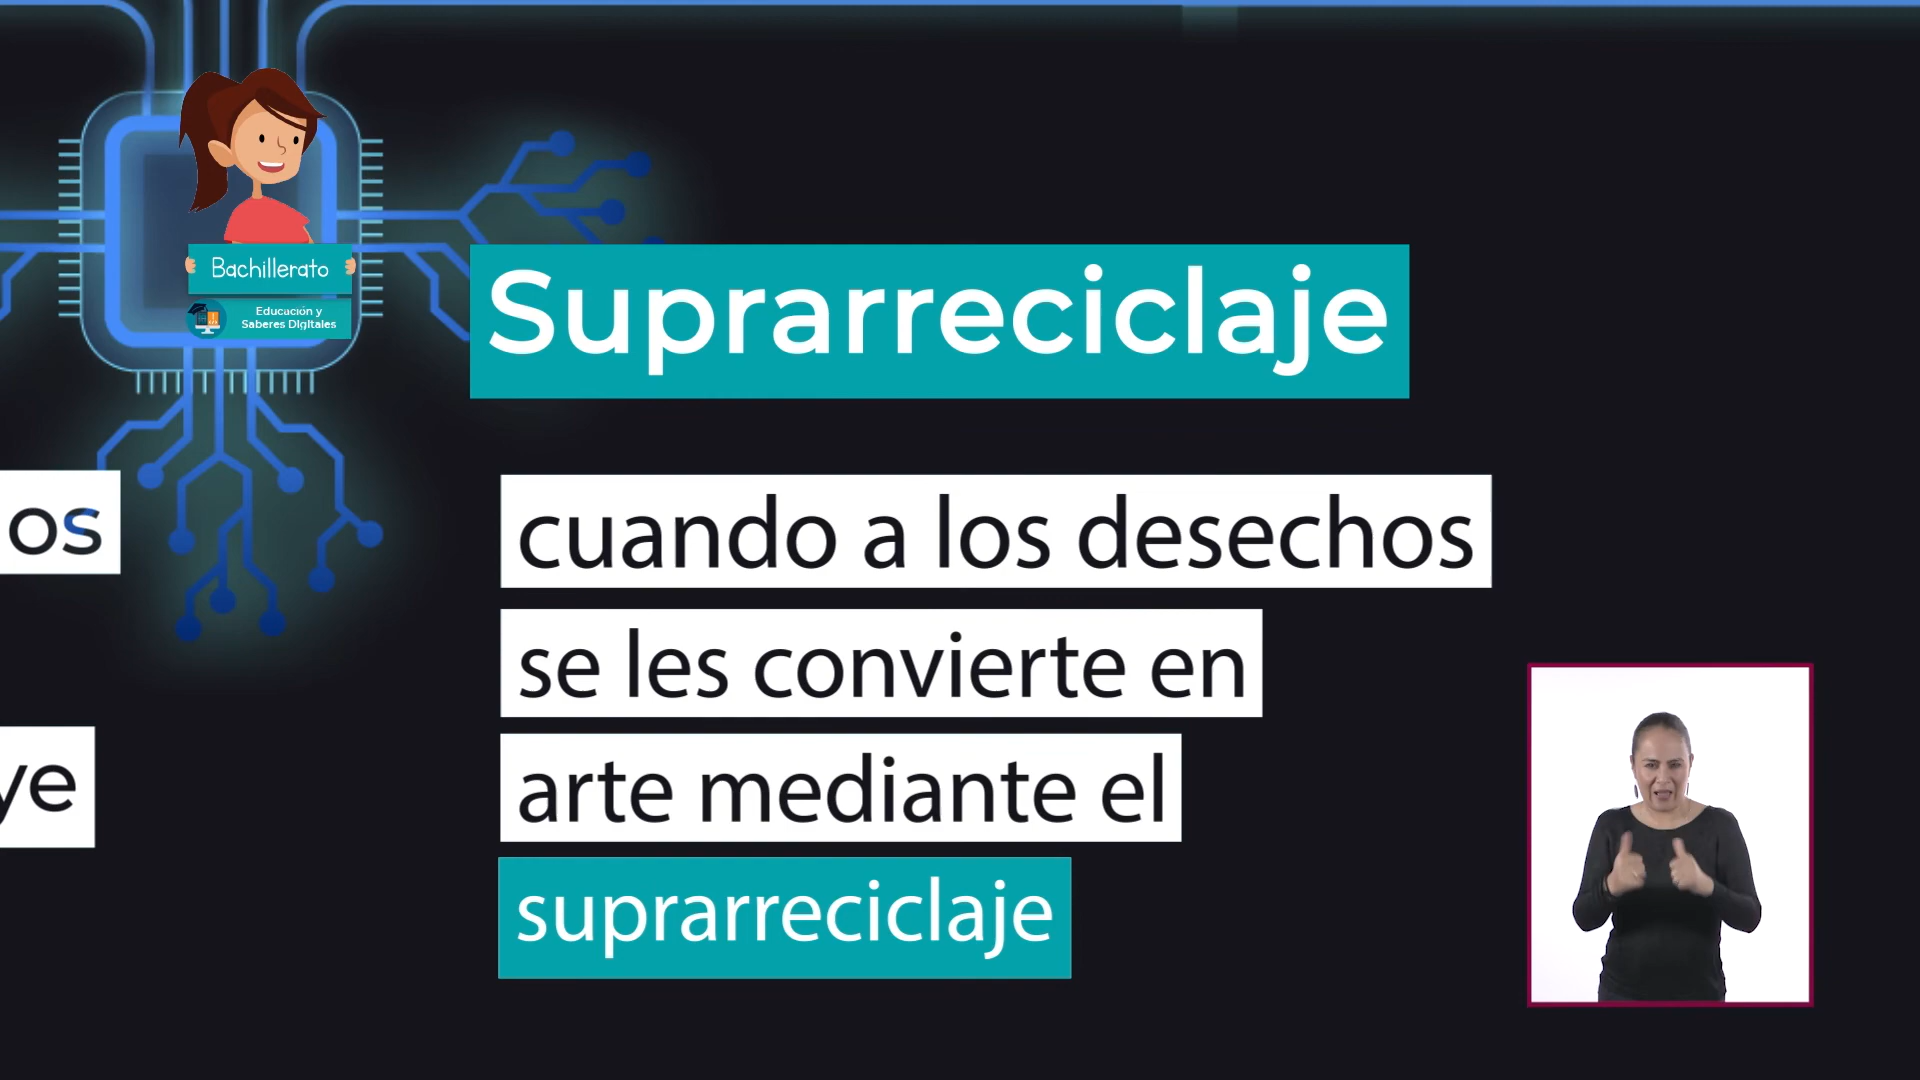 Bachillerato
Educación y
Saberes Digitales
Suprarreciclaje
os
cuando a los desechos
se les convierte en
ye
arte mediante el
suprarreciclaje